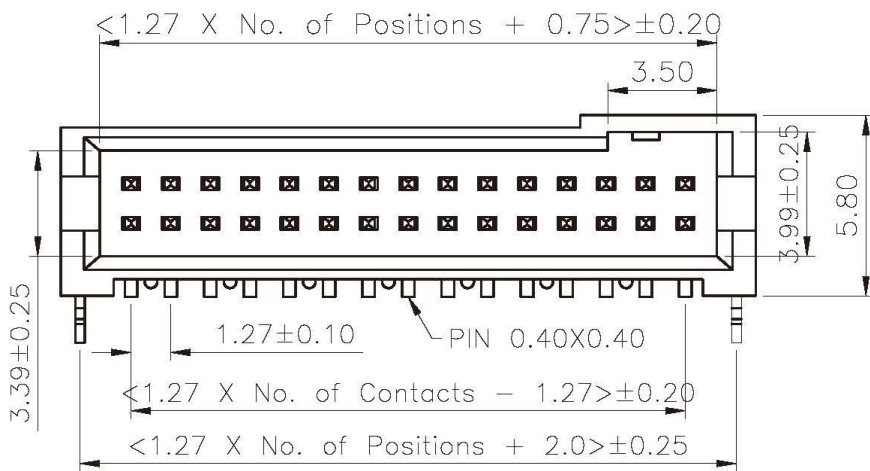 <1.27 X No. of Positions + 0.75>±0.20
3.50
3.99±0.25
5.80
3.39±0.25
1.27±0.10
PIN 0.40X0.40
<1.27 X No. of Contacts - 1.27>±0.20
<1.27 X No. of Positions + 2.0>±0.25